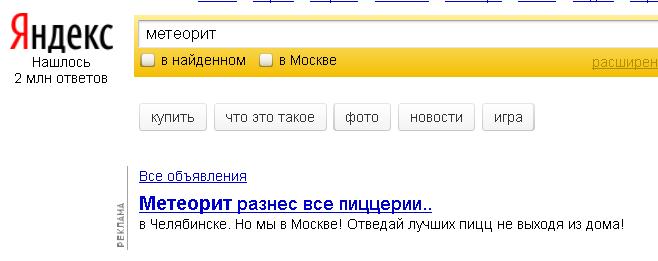 Яндекс
Нашлось
2 млн ответов
метеорит
в найденном
в Москве
расширен
купить
что это такое
фото
новости
игра
Все объявления
РЕКЛАМА
Метеорит разнес все пиццерии..
в Челябинске. Но мы в Москве! Отведай лучших пицц не выходя из дома!